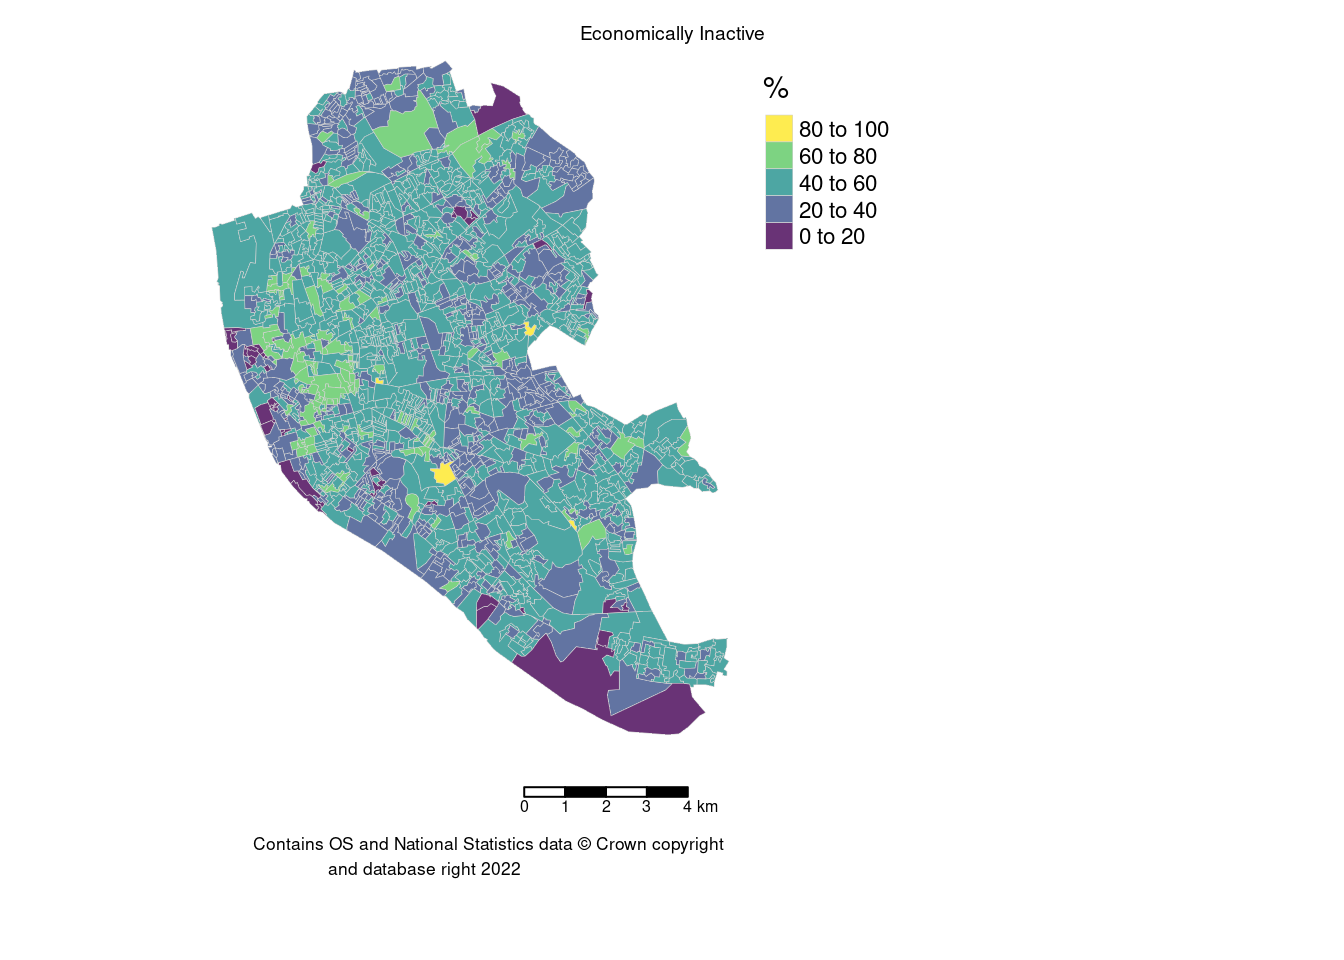 Economically Inactive
%
80 to 100
60 to 80
40 to 60
20 to 40
0 to 20
0 1 2 3 4 km
Contains OS and National Statistics data © Crown copyright
and database right 2022